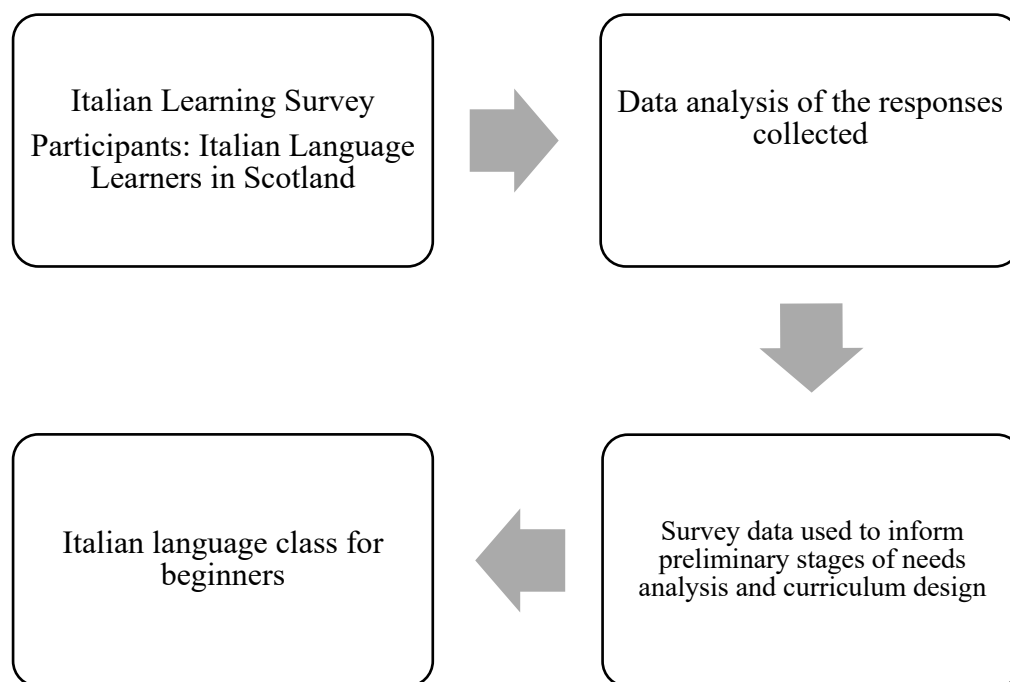 Italian Learning Survey
Participants: Italian Language
Learners in Scotland
Data analysis of the responses
collected
Survey data used to inform
preliminary stages of needs
analysis and curriculum design
Italian language class for
beginners